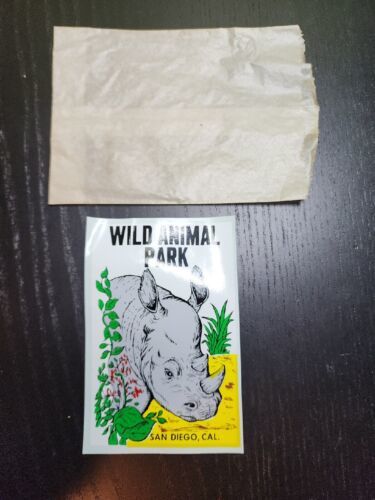 WILD ANIMAL
PARK
SAN DIEGO, CAL.